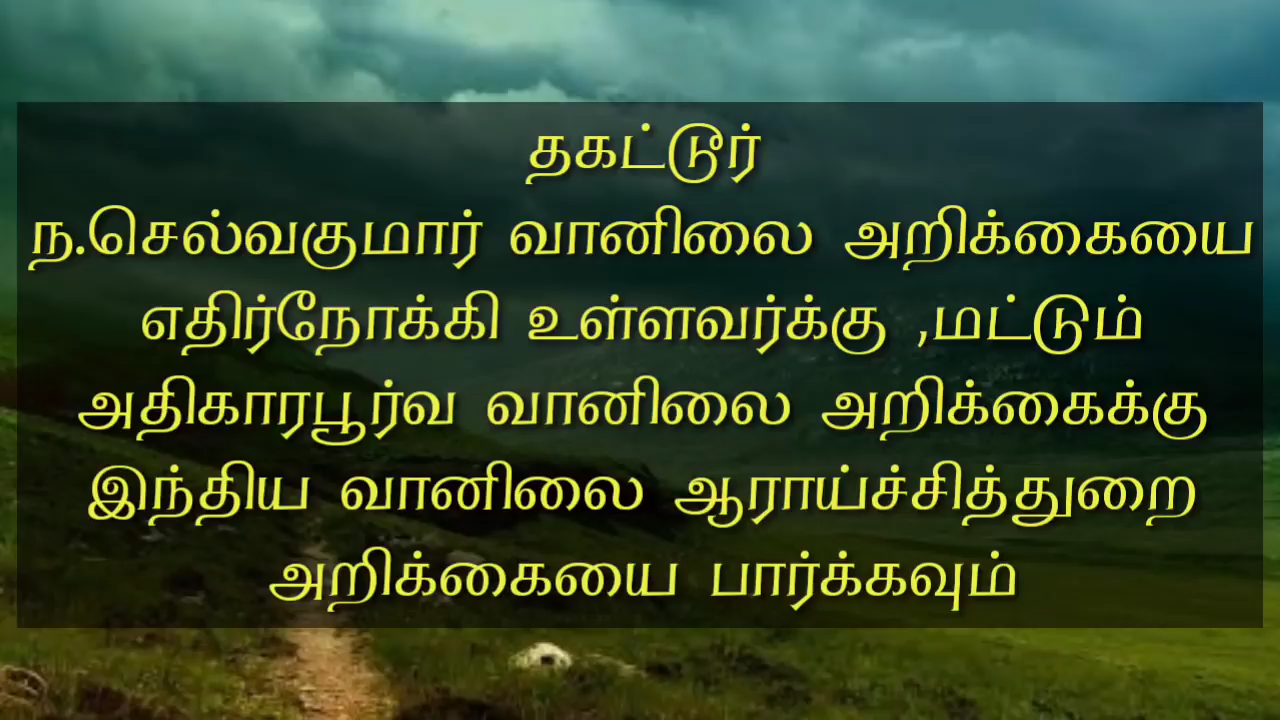 தகட்டூர்
ந.செல்வகுமார் வானிலை அறிக்கையை
எதிர்நோக்கி உள்ளவர்க்கு ,மட்டும்
அதிகாரபூர்வ வானிலை அறிக்கைக்கு
இந்திய வானிலை ஆராய்ச்சித்துறை
அறிக்கையை பார்க்கவும்